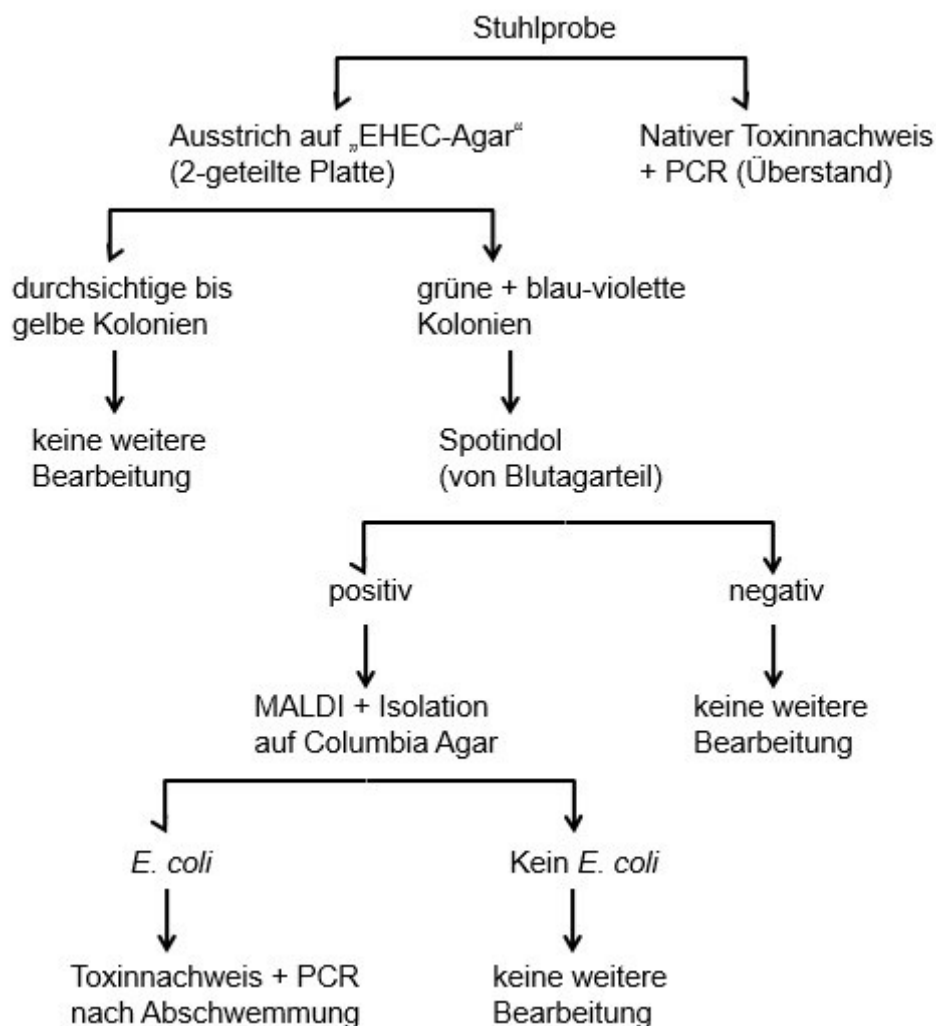 Stuhlprobe
Ausstrich auf „EHEC-Agar“
(2-geteilte Platte)
Nativer Toxinnachweis
+ PCR (Überstand)
durchsichtige bis
gelbe Kolonien
grüne + blau-violette
Kolonien
keine weitere
Bearbeitung
Spotindol
(von Blutagarteil)
positiv
negativ
MALDI + Isolation
auf Columbia Agar
keine weitere
Bearbeitung
E. coli
Kein E. coli
Toxinnachweis + PCR
nach Abschwemmung
keine weitere
Bearbeitung